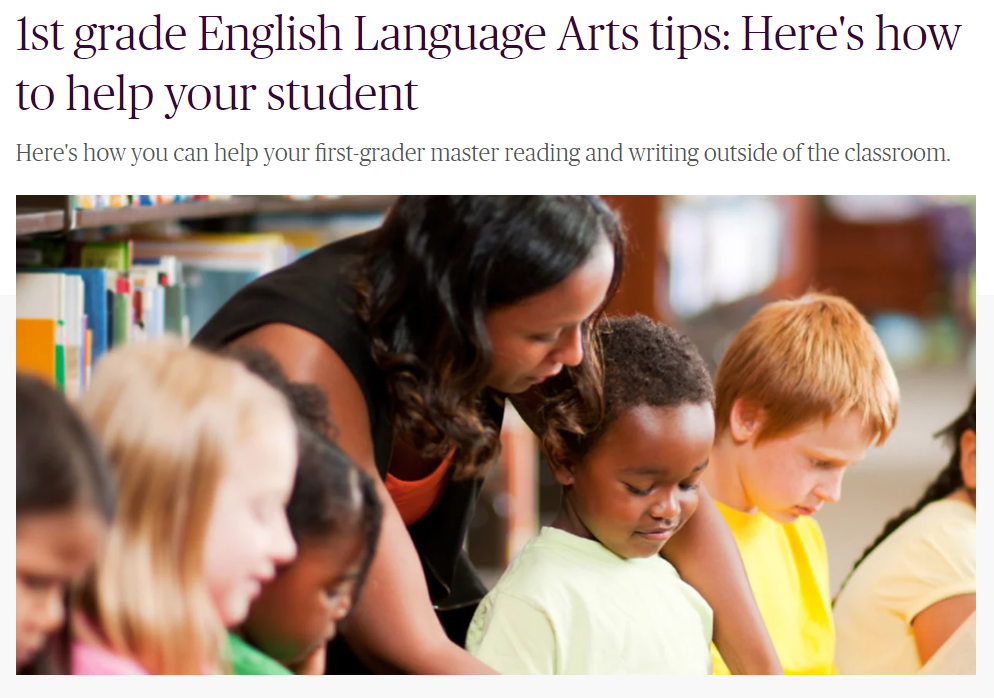 1st grade English Language Arts tips: Here's how
to help your student
Here's how you can help your first-grader master reading and writing outside of the classroom.